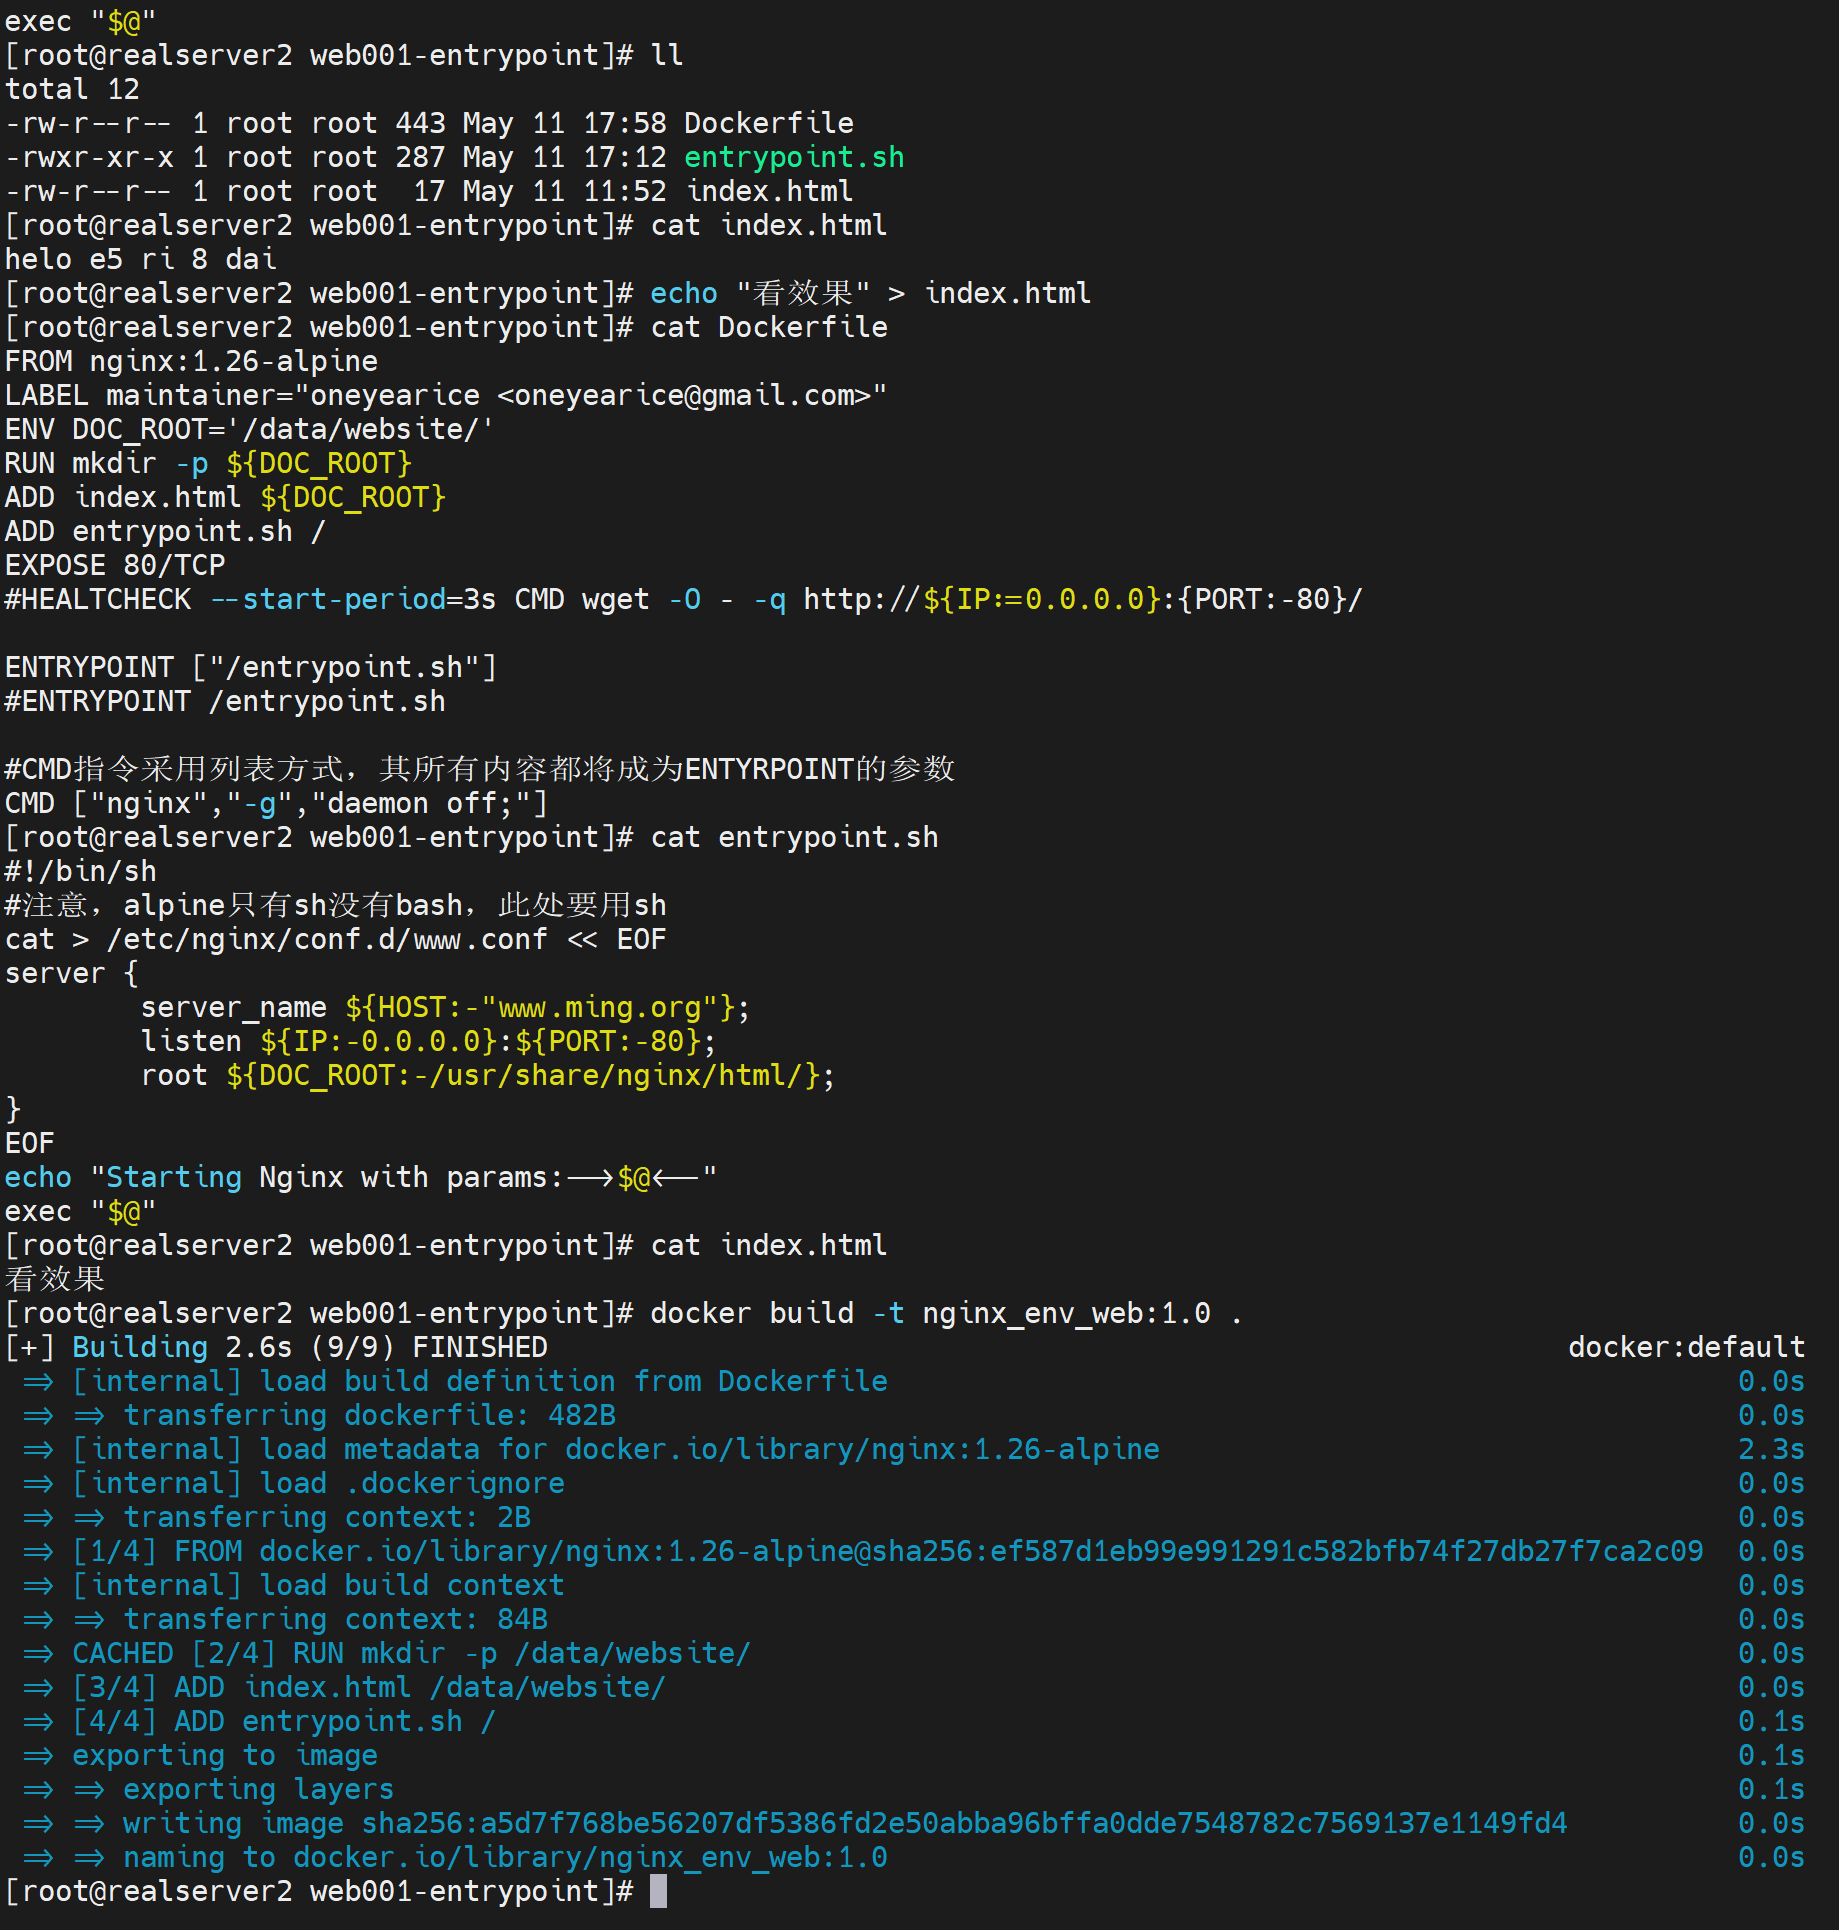 exec "$@"
[root@realserver2 web001-entrypoint]# ll
total 12
-rw-r--r-- 1 root root 443 May 11 17:58 Dockerfile
-rwxr-xr-x 1 root root 287 May 11 17:12 entrypoint.sh
-rw-r--r-- 1 root root  17 May 11 11:52 index.html
[root@realserver2 web001-entrypoint]# cat index.html
helo e5 ri 8 dai
[root@realserver2 web001-entrypoint]# echo "看效果" > index.html
[root@realserver2 web001-entrypoint]# cat Dockerfile
FROM nginx:1.26-alpine
LABEL maintainer="oneyearice <oneyearice@gmail.com>"
ENV DOC_ROOT='/data/website/'
RUN mkdir -p ${DOC_ROOT}
ADD index.html ${DOC_ROOT}
ADD entrypoint.sh /
EXPOSE 80/TCP
#HEALTCHECK --start-period=3s CMD wget -O - -q http://${IP:=0.0.0.0}:{PORT:-80}/
ENTRYPOINT ["/entrypoint.sh"]
#ENTRYPOINT /entrypoint.sh
#CMD指令采用列表方式，其所有内容都将成为ENTYRPOINT的参数
CMD ["nginx","-g","daemon off;"]
[root@realserver2 web001-entrypoint]# cat entrypoint.sh
#!/bin/sh
#注意，alpine只有sh没有bash，此处要用sh
cat > /etc/nginx/conf.d/www.conf << EOF
server {
        server_name ${HOST:-"www.ming.org"};
        listen ${IP:-0.0.0.0}:${PORT:-80};
        root ${DOC_ROOT:-/usr/share/nginx/html/};
}
EOF
echo "Starting Nginx with params:-->$@<--"
exec "$@"
[root@realserver2 web001-entrypoint]# cat index.html
看效果
[root@realserver2 web001-entrypoint]# docker build -t nginx_env_web:1.0 .
[+] Building 2.6s (9/9) FINISHED docker:default
 => [internal] load build definition from Dockerfile 0.0s
 => => transferring dockerfile: 482B 0.0s
 => [internal] load metadata for docker.io/library/nginx:1.26-alpine 2.3s
 => [internal] load .dockerignore 0.0s
 => => transferring context: 2B 0.0s
 => [1/4] FROM docker.io/library/nginx:1.26-alpine@sha256:ef587d1eb99e991291c582bfb74f27db27f7ca2c09 0.0s
 => [internal] load build context 0.0s
 => => transferring context: 84B 0.0s
 => CACHED [2/4] RUN mkdir -p /data/website/ 0.0s
 => [3/4] ADD index.html /data/website/ 0.0s
 => [4/4] ADD entrypoint.sh / 0.1s
 => exporting to image 0.1s
 => => exporting layers 0.1s
 => => writing image sha256:a5d7f768be56207df5386fd2e50abba96bffa0dde7548782c7569137e1149fd4 0.0s
 => => naming to docker.io/library/nginx_env_web:1.0 0.0s
[root@realserver2 web001-entrypoint]#